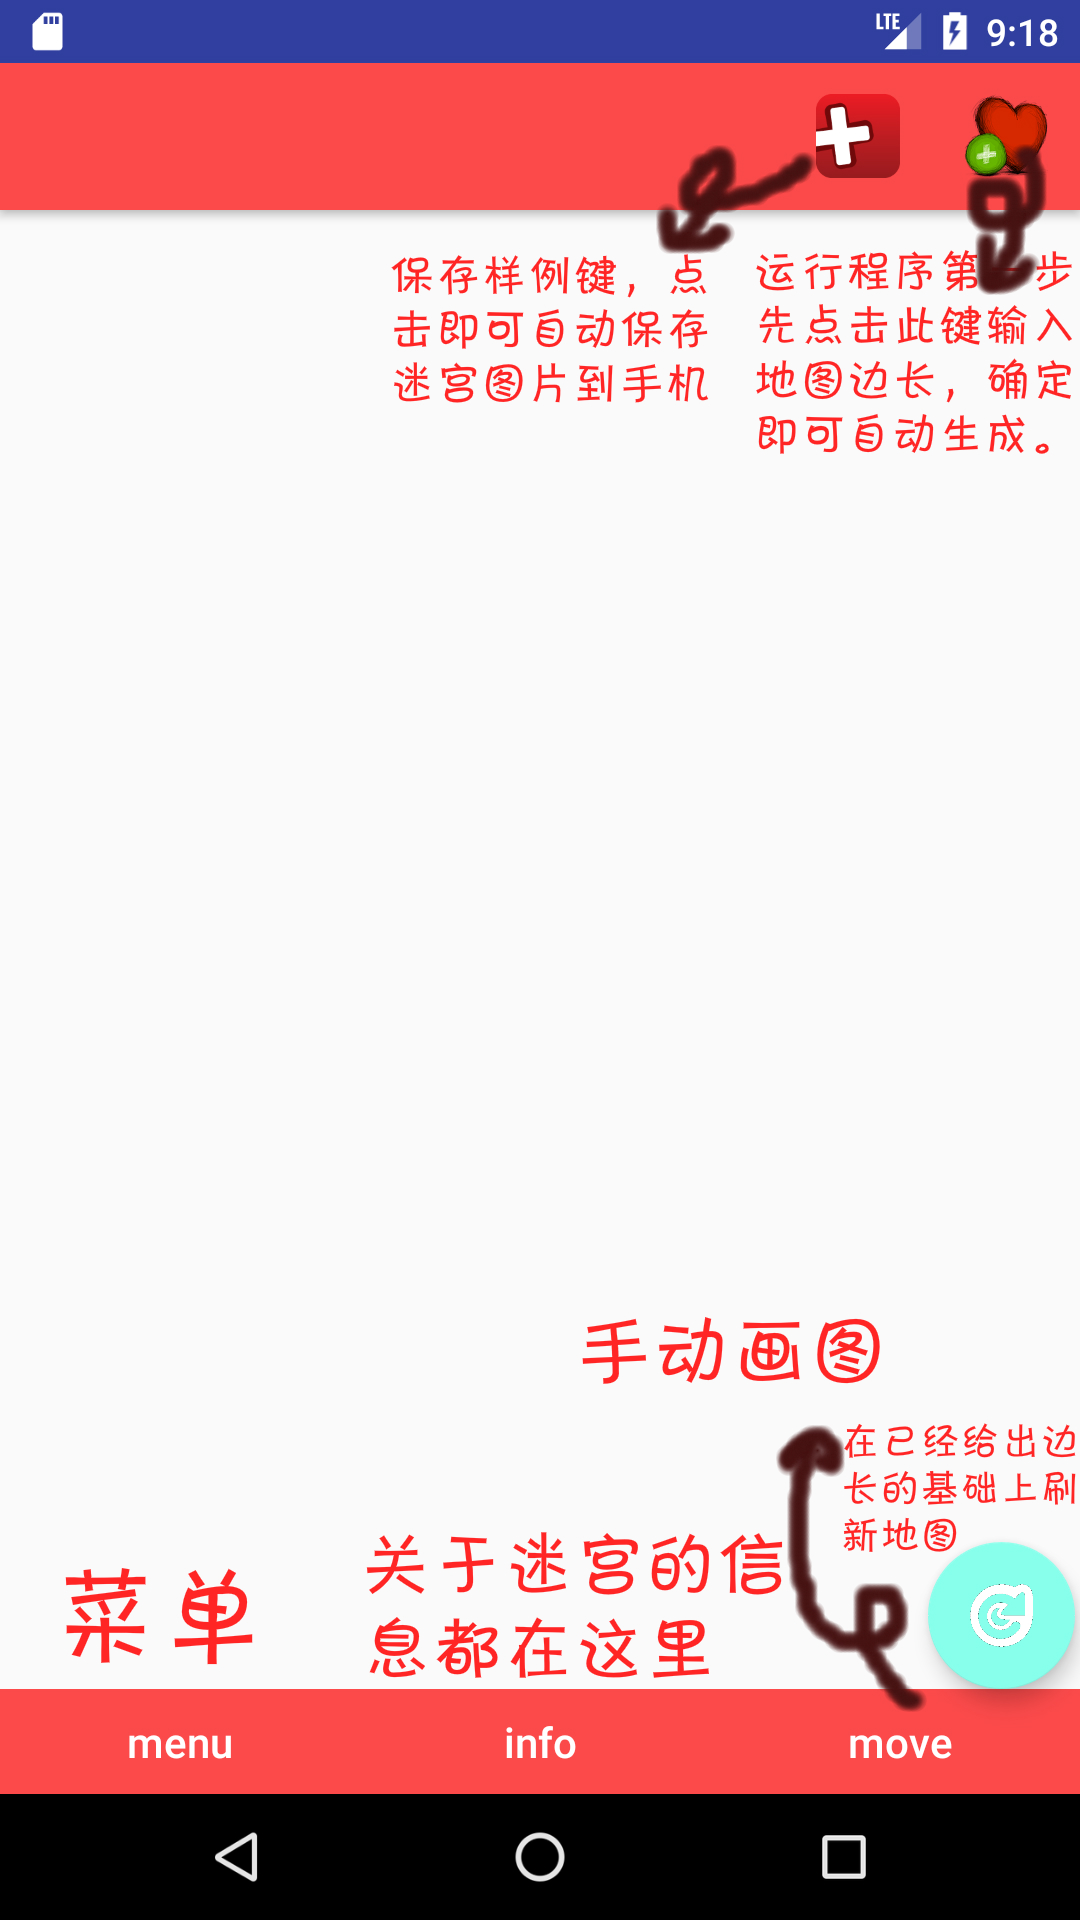 LTE 9:18
保存样例键，点
击即可自动保存
迷宫图片到手机
运行程序第一步
先点击此键输入
地图边长，确定
即可自动生成。
手动画图
在已经给出边
长的基础上刷
新地图
关于迷宫的信
息都在这里
菜单
menu
info
move